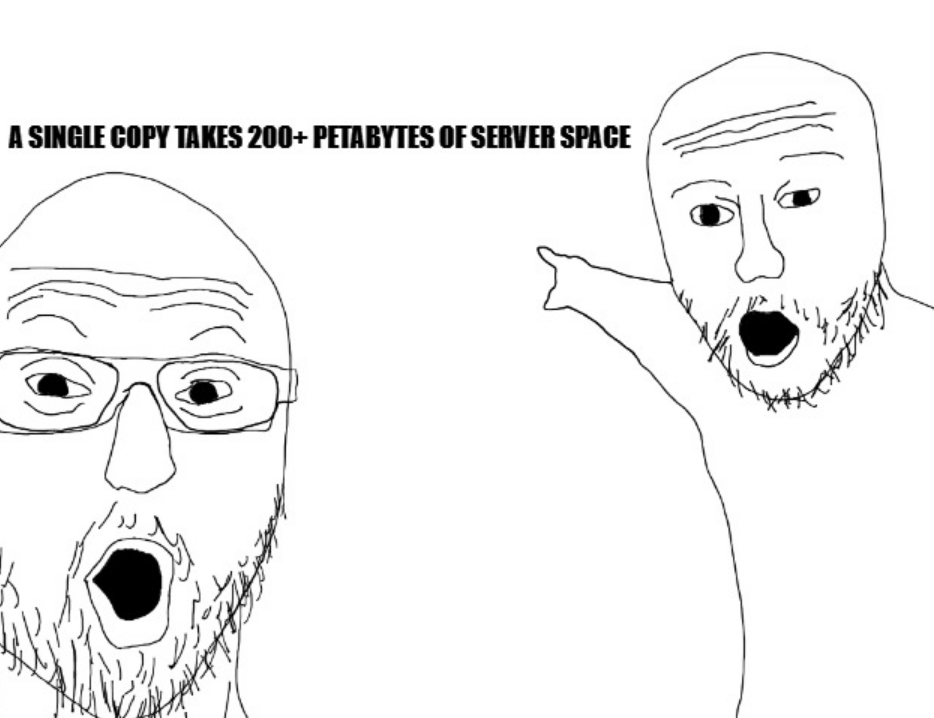 A SINGLE COPY TAKES 200+ PETABYTES OF SERVER SPACE